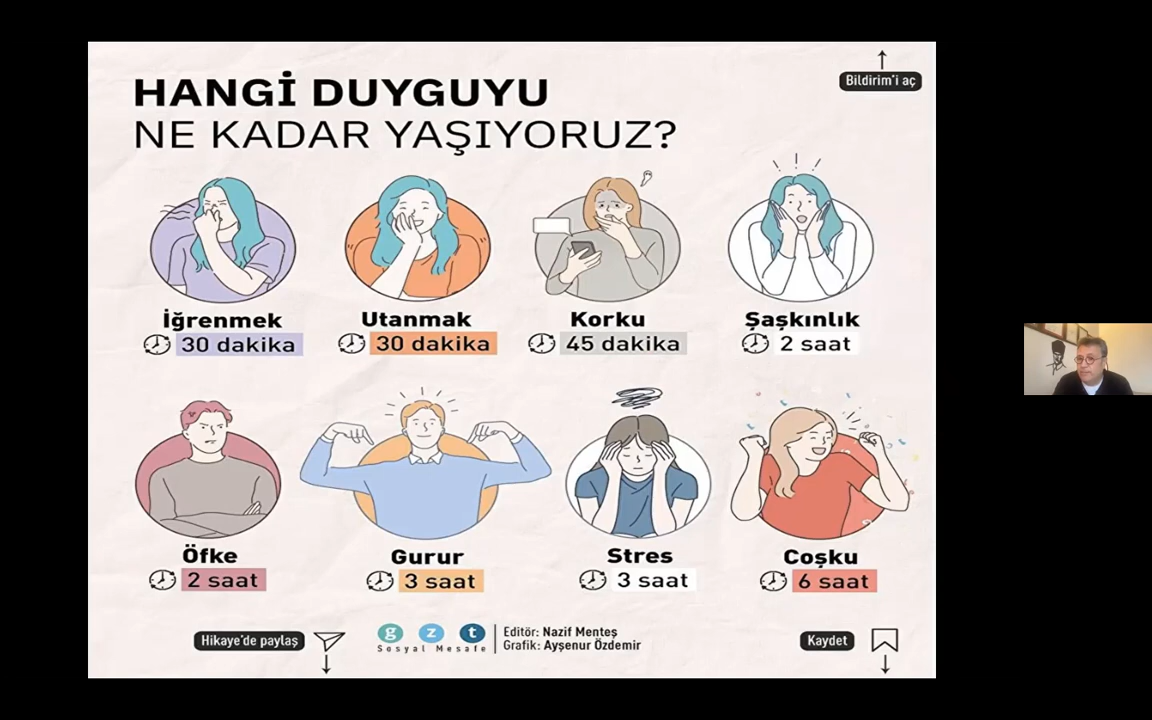 Bildirim'i aç
HANGİ DUYGUYU
NE KADAR YAŞIYORUZ?
İğrenmek
30 dakika
Utanmak
30 dakika
Korku
45 dakika
Şaşkınlık
2 saat
Öfke
2 saat
Gurur
3 saat
Stres
3 saat
Coşku
6 saat
Hikaye'de paylaş
g z t
Sosyal Mesafe
Editör: Nazif Menteş
Grafik: Ayşenur Özdemir
Kaydet